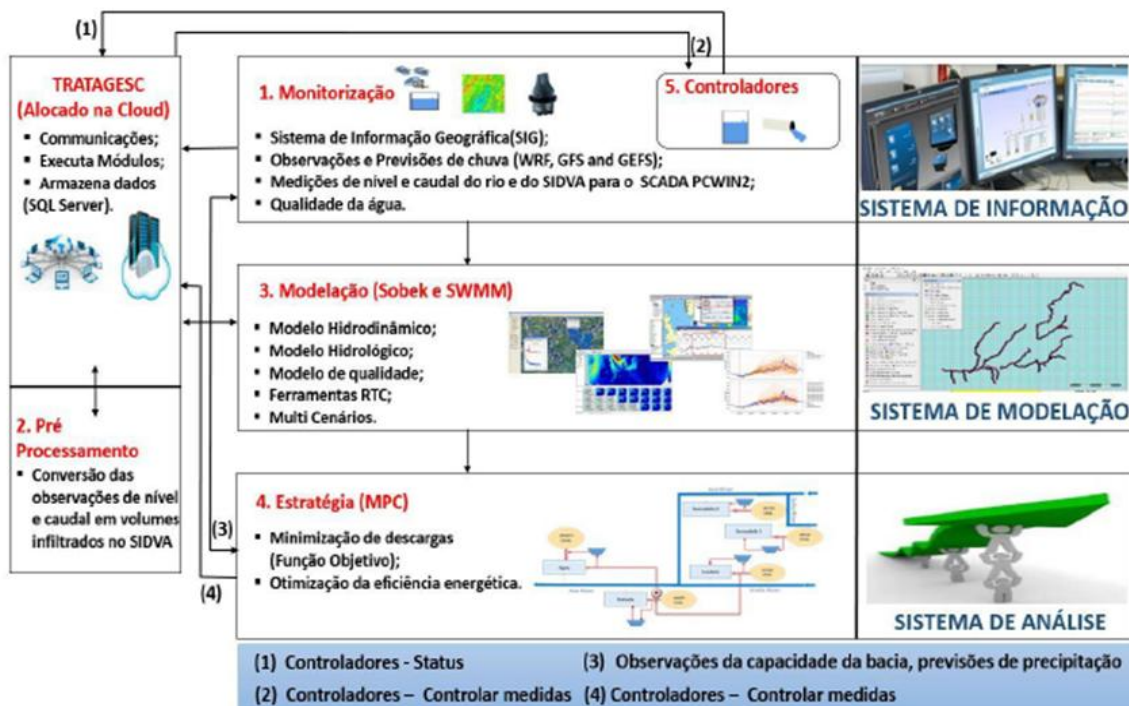 (1)
(2)
TRATAGESC
(Alocado na Cloud)
▪ Communicações;
▪ Executa Módulos;
▪ Armazena dados
(SQL Server).
2. Pré
Processamento
▪ Conversão das
observações de nível
e caudal em volumes
infiltrados no SIDVA
1. Monitorização
▪ Sistema de Informação Geográfica(SIG);
▪ Observações e Previsões de chuva (WRF, GFS and GEFS);
▪ Medições de nível e caudal do rio e do SIDVA para o SCADA PCWIN2;
▪ Qualidade da água.
5. Controladores
SISTEMA DE INFORMAÇÃO
3. Modelação (Sobek e SWMM)
▪ Modelo Hidrodinâmico;
▪ Modelo Hidrológico;
▪ Modelo de qualidade;
▪ Ferramentas RTC;
▪ Multi Cenários.
SISTEMA DE MODELAÇÃO
(3)
(4)
4. Estratégia (MPC)
▪ Minimização de descargas
(Função Objetivo);
▪ Otimização da eficiência energética.
SISTEMA DE ANÁLISE
(1) Controladores - Status
(3) Observações da capacidade da bacia, previsões de precipitação
(2) Controladores – Controlar medidas
(4) Controladores – Controlar medidas